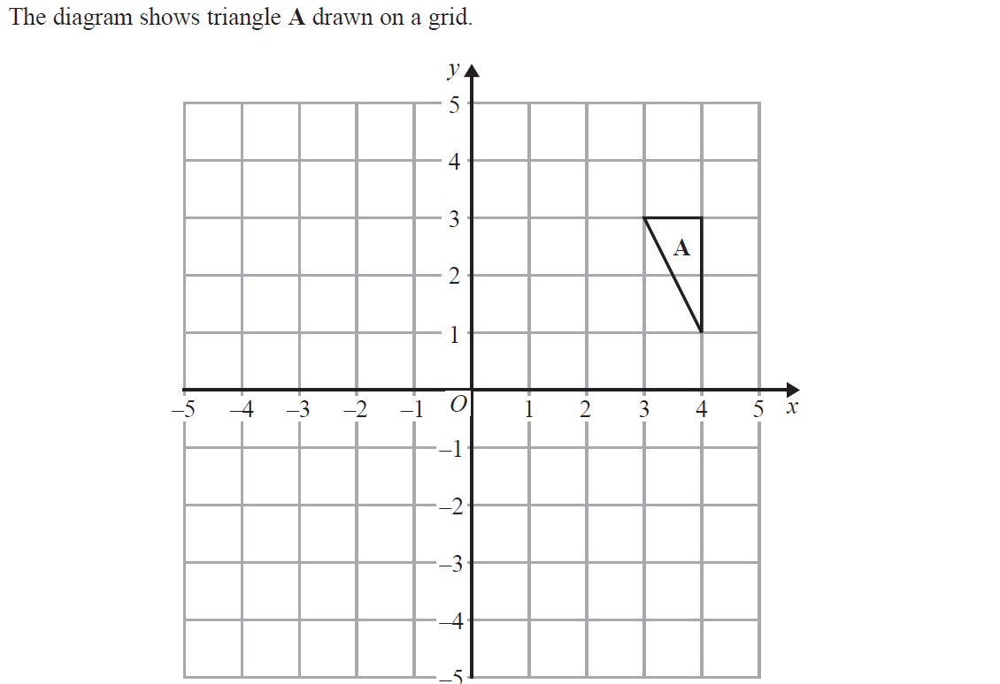 The diagram shows triangle A drawn on a grid.
y
5
4
3
A
2
1
–5 –4 –3 –2 –1 O 1 2 3 4 5 x
–1
–2
–3
–4
–5